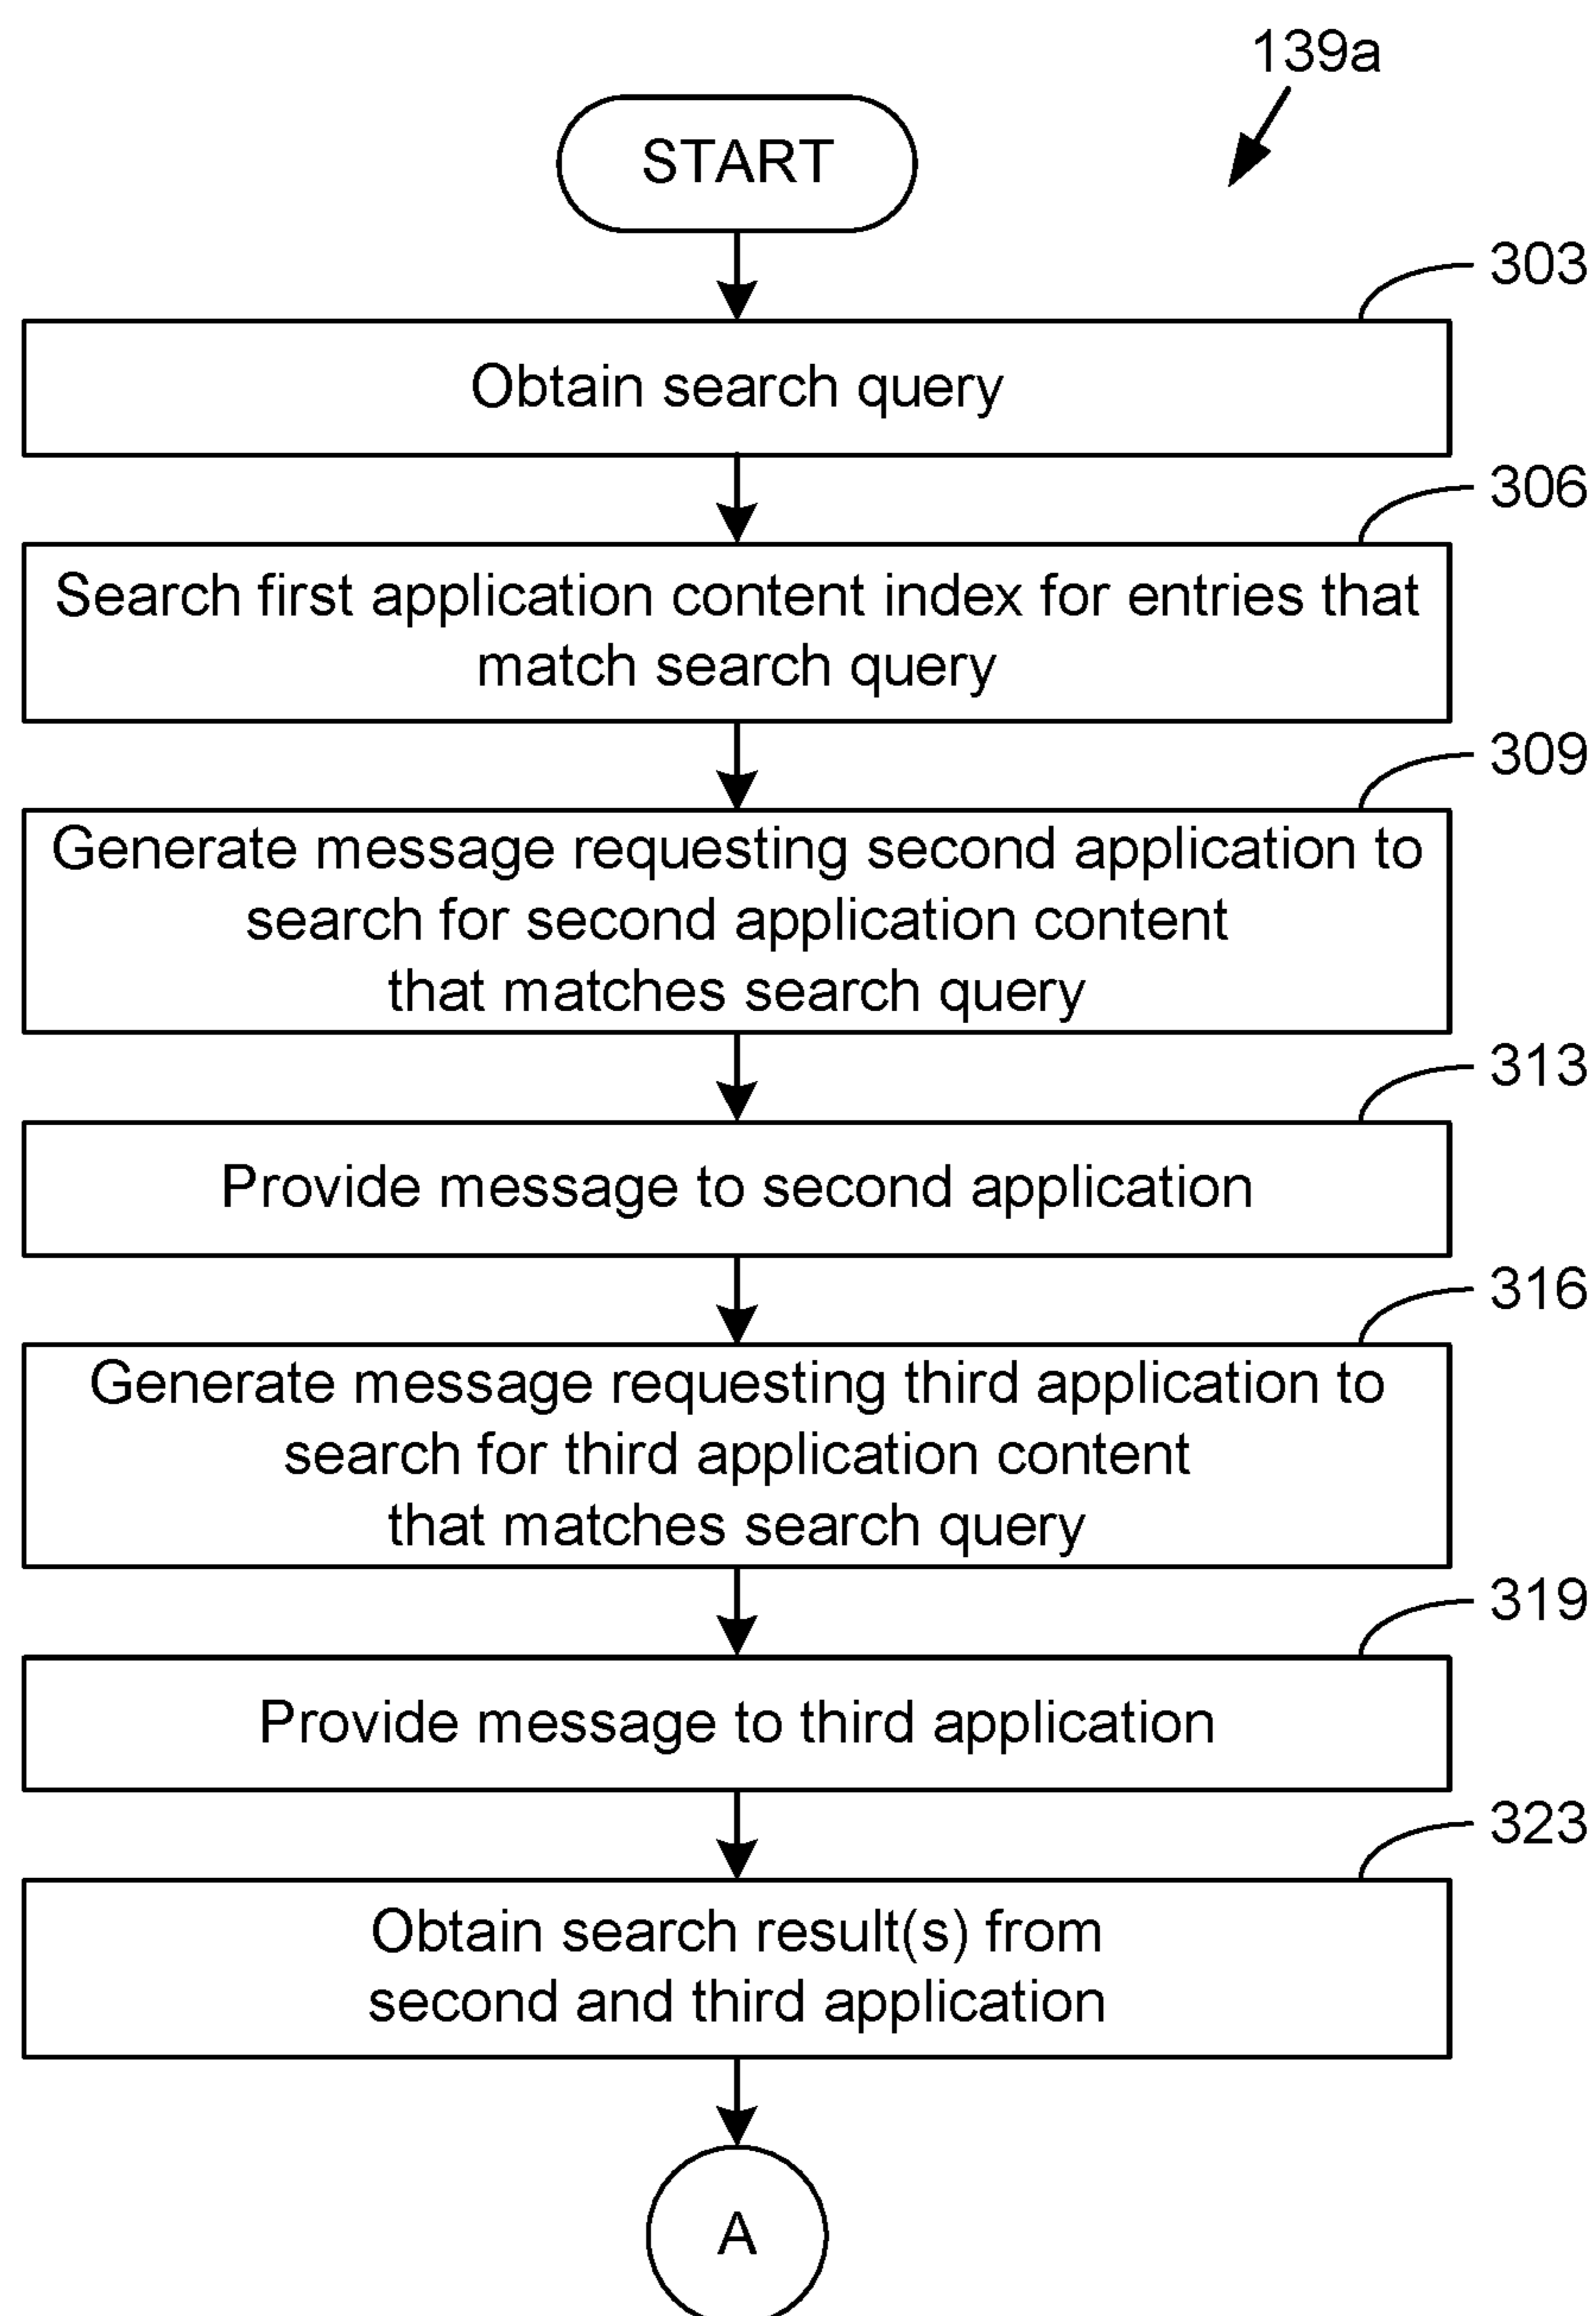 139a
START
303
Obtain search query
306
Search first application content index for entries that
match search query
309
Generate message requesting second application to
search for second application content
that matches search query
313
Provide message to second application
316
Generate message requesting third application to
search for third application content
that matches search query
319
Provide message to third application
323
Obtain search result(s) from
second and third application
A